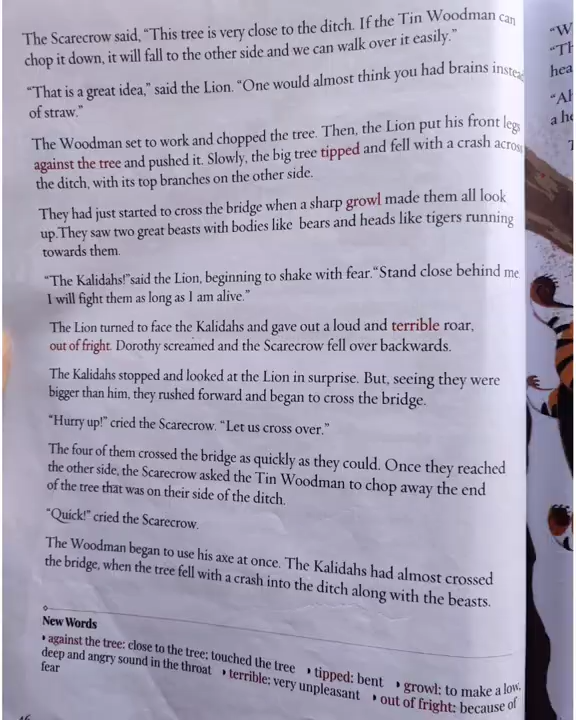 The Scarecrow said, "This tree is very close to the ditch. If the Tin Woodman can
chop it down, it will fall to the other side and we can walk over it easily."
"That is a great idea," said the Lion. "One would almost think you had brains instea
of straw."
The Woodman set to work and chopped the tree. Then, the Lion put his front legs
against the tree and pushed it. Slowly, the big tree tipped and fell with a crash across
the ditch, with its top branches on the other side.
They had just started to cross the bridge when a sharp growl made them all look
up.They saw two great beasts with bodies like bears and heads like tigers running
towards them.
"The Kalidahs!"said the Lion, beginning to shake with fear."Stand close behind me
I will fight them as long as I am alive."
The Lion turned to face the Kalidahs and gave out a loud and terrible roar,
out of fright. Dorothy screamed and the Scarecrow fell over backwards.
The Kalidahs stopped and looked at the Lion in surprise. But, seeing they were
bigger than him, they rushed forward and began to cross the bridge.
"Hurry up!" cried the Scarecrow. "Let us cross over."
The four of them crossed the bridge as quickly as they could. Once they reached
the other side, the Scarecrow asked the Tin Woodman to chop away the end
of the tree that was on their side of the ditch.
"Quick!" cried the Scarecrow.
The Woodman began to use his axe at once. The Kalidahs had almost crossed
the bridge, when the tree fell with a crash into the ditch along with the beasts.
New Words
• against the tree: close to the tree; touched the tree • tipped: bent • growl: to make a low,
deep and angry sound in the throat • terrible: very unpleasant • out of fright: because of
fear
"W
"Th
hea
"Ah
a he
T